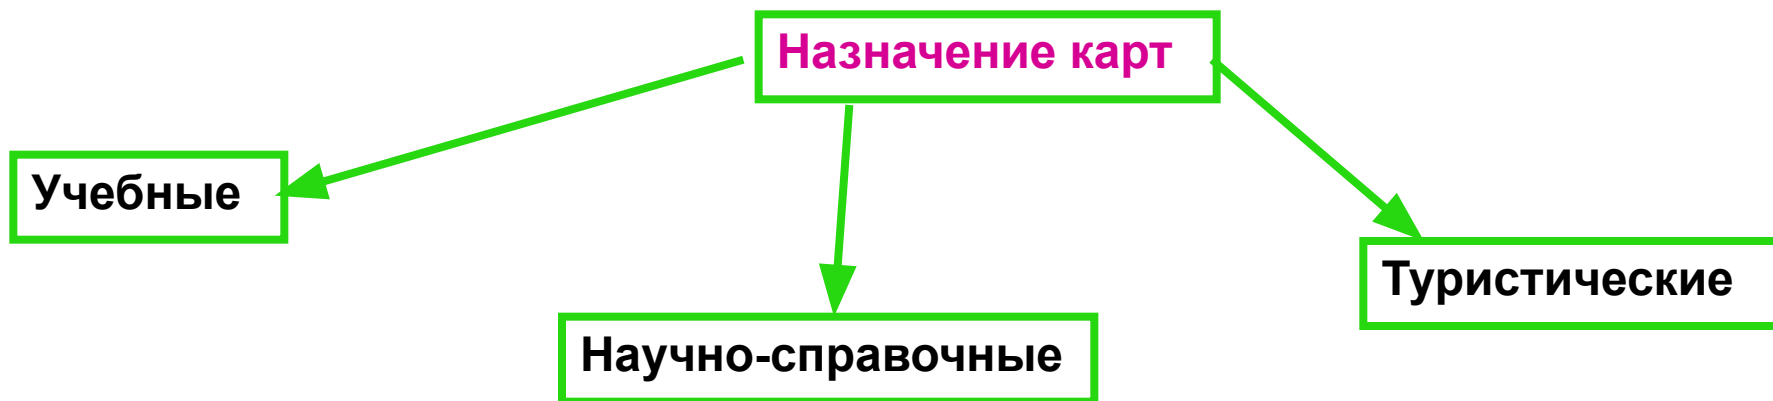 Назначение карт
Учебные
Туристические
Научно-справочные